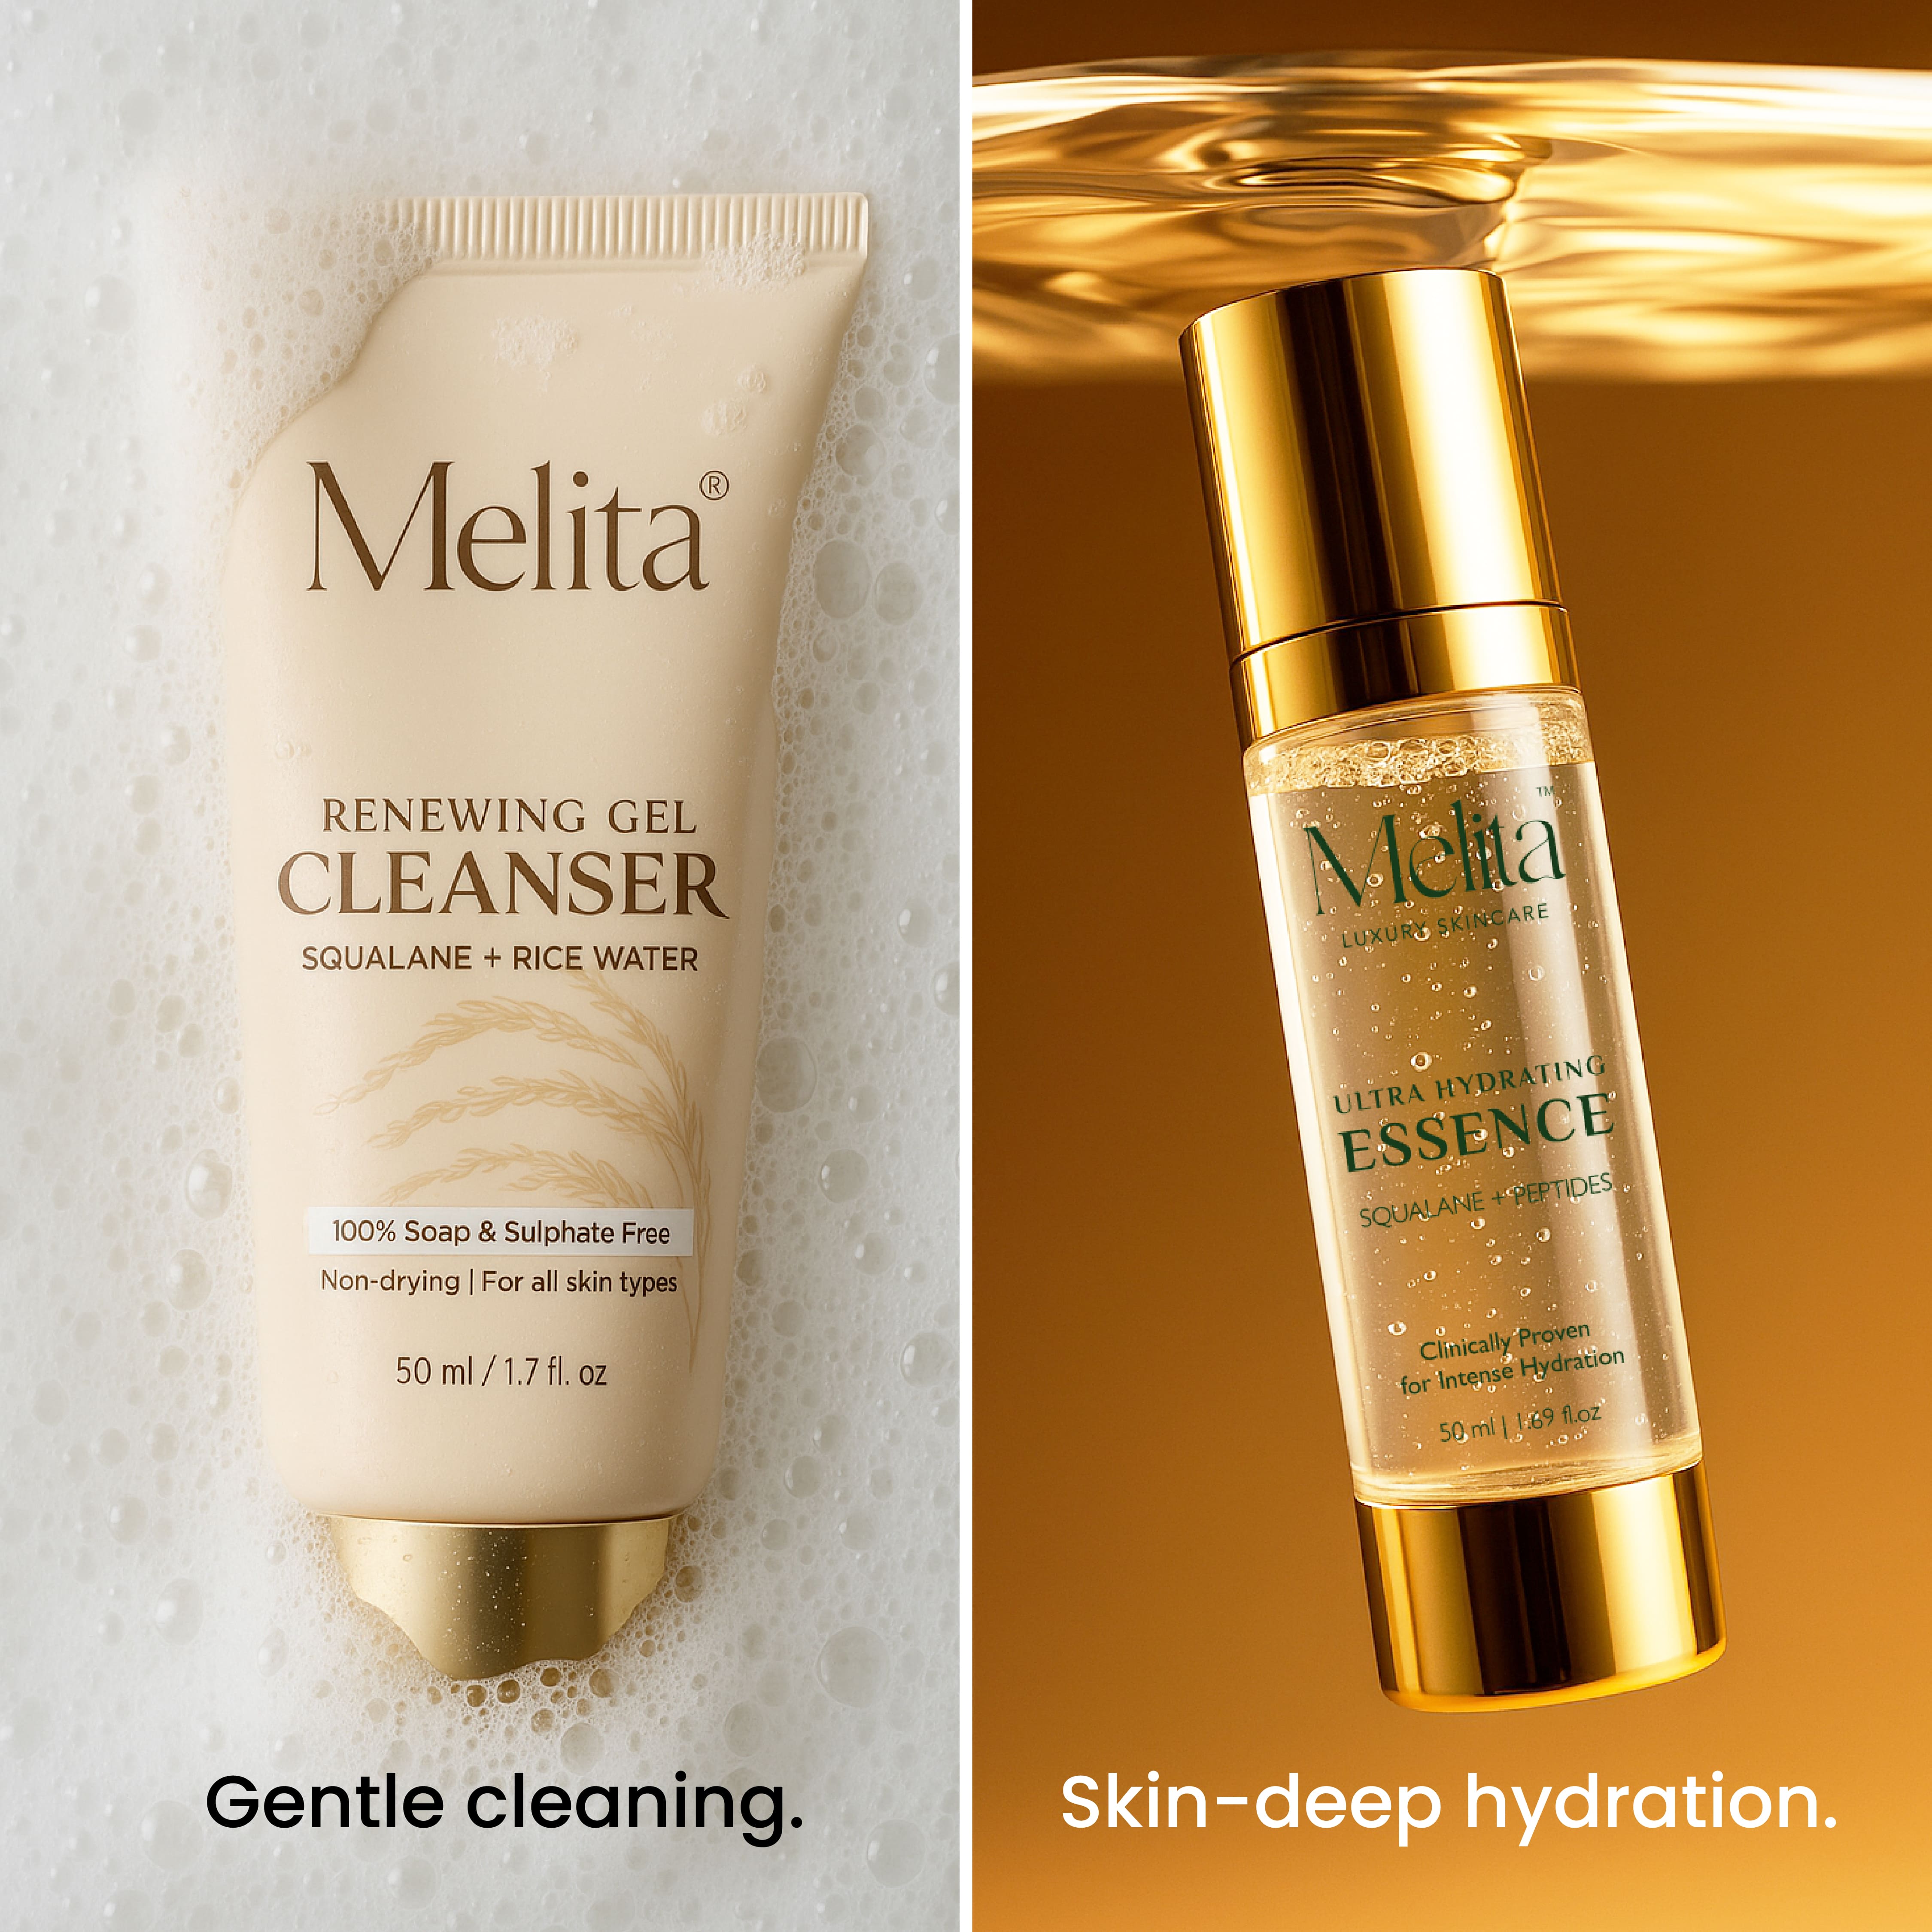 Melita®
RENEWING GEL
CLEANSER
SQUALANE + RICE WATER
100% Soap & Sulphate Free
Non-drying | For all skin types
50 ml / 1.7 fl. oz
Gentle cleaning.
Melita™
LUXURY SKINCARE
ULTRA HYDRATING
ESSENCE
SQUALANE + PEPTIDES
Clinically Proven
for Intense Hydration
50 ml | 1.69 fl.oz
Skin-deep hydration.